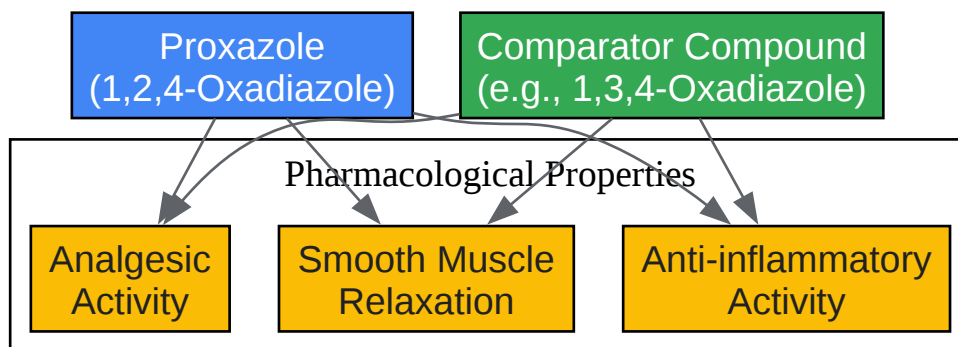 Proxazole
(1,2,4-Oxadiazole)
Comparator Compound
(e.g., 1,3,4-Oxadiazole)
Pharmacological Properties
Analgesic
Activity
Smooth Muscle
Relaxation
Anti-inflammatory
Activity